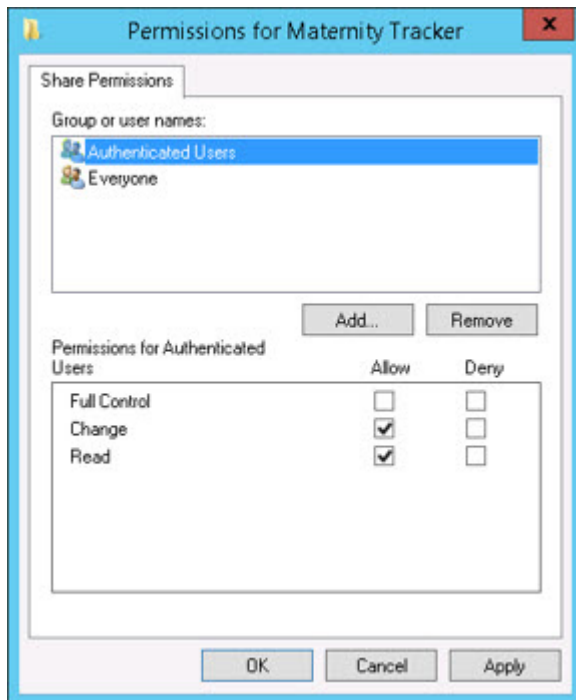 Permissions for Maternity Tracker
x
Share Permissions
Group or user names:
Authenticated Users
Everyone
Add...
Remove
Permissions for Authenticated
Users
Allow
Deny
Full Control
Change
Read
OK
Cancel
Apply